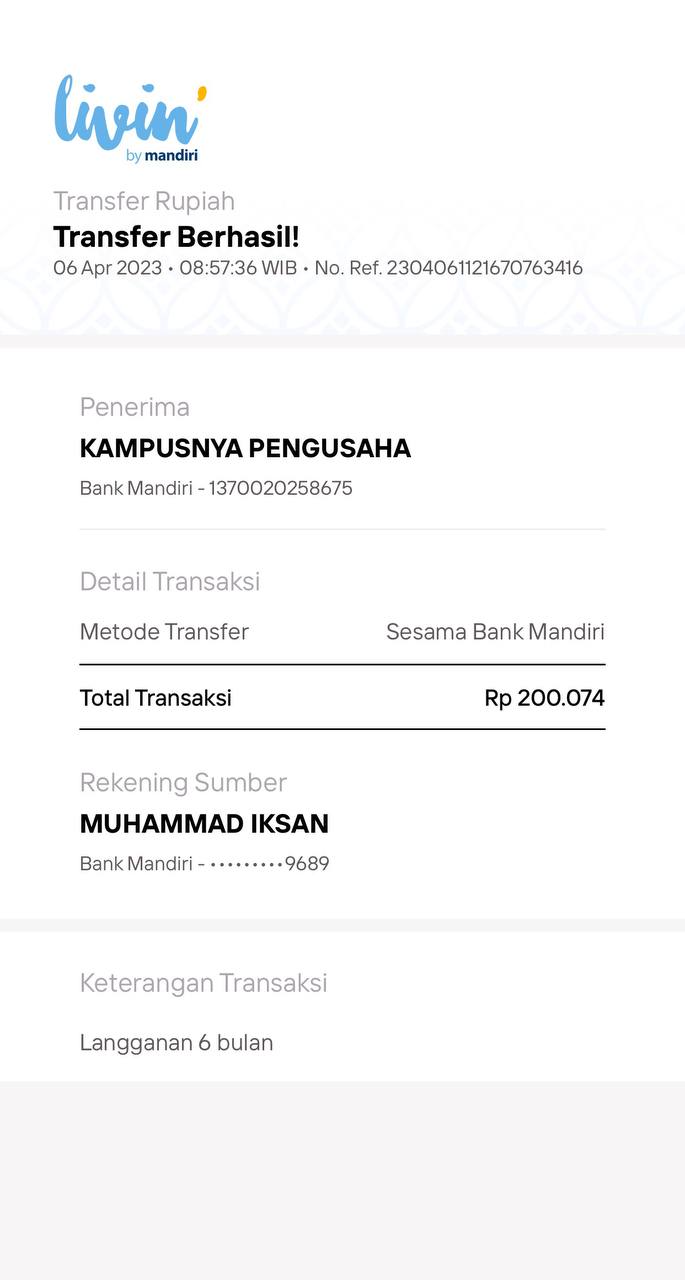 livin'
by mandiri
Transfer Rupiah
Transfer Berhasil!
06 Apr 2023 • 08:57:36 WIB • No. Ref. 2304061121670763416
Penerima
KAMPUSNYA PENGUSAHA
Bank Mandiri - 1370020258675
Detail Transaksi
Metode Transfer Sesama Bank Mandiri
Total Transaksi Rp 200.074
Rekening Sumber
MUHAMMAD IKSAN
Bank Mandiri - •••••••••9689
Keterangan Transaksi
Langganan 6 bulan